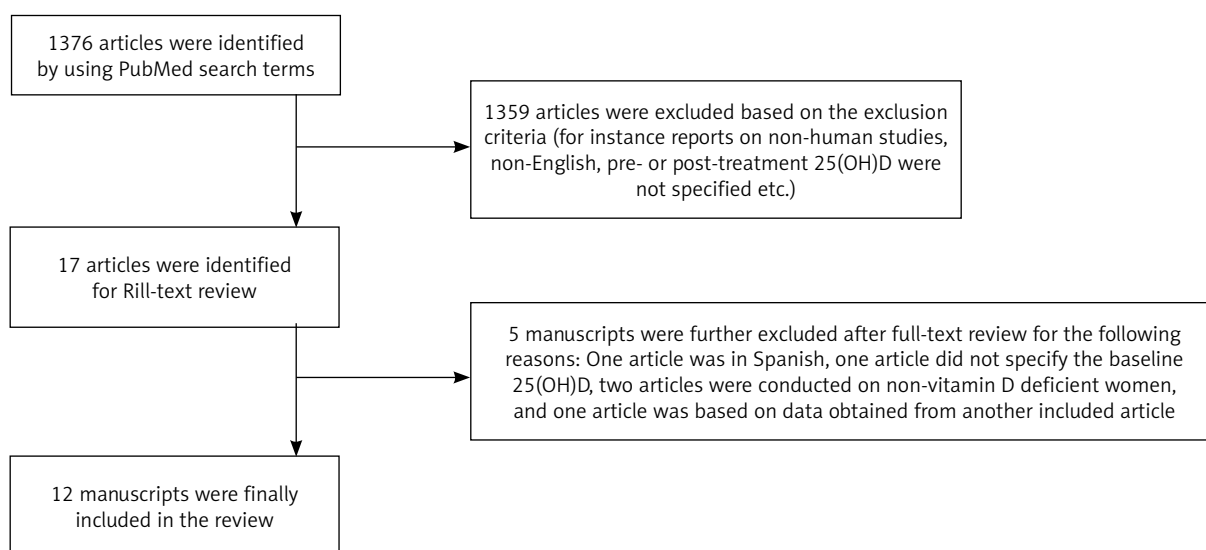 1376 articles were identified
by using PubMed search terms
1359 articles were excluded based on the exclusion
criteria (for instance reports on non-human studies,
non-English, pre- or post-treatment 25(OH)D were
not specified etc.)
17 articles were identified
for Rill-text review
5 manuscripts were further excluded after full-text review for the following
reasons: One article was in Spanish, one article did not specify the baseline
25(OH)D, two articles were conducted on non-vitamin D deficient women,
and one article was based on data obtained from another included article
12 manuscripts were finally
included in the review